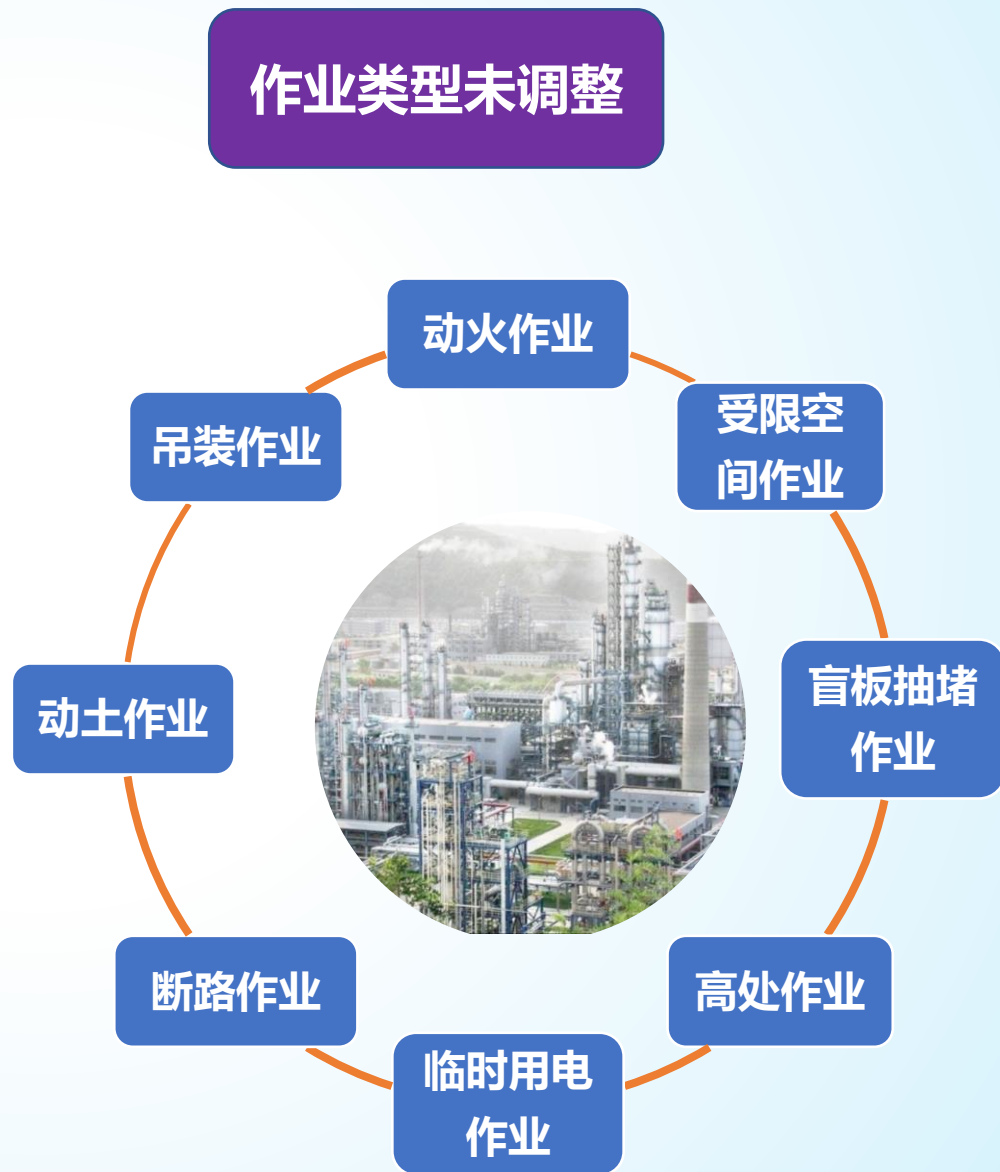 作业类型未调整
动火作业
受限空
间作业
盲板抽堵
作业
高处作业
临时用电
作业
断路作业
动土作业
吊装作业